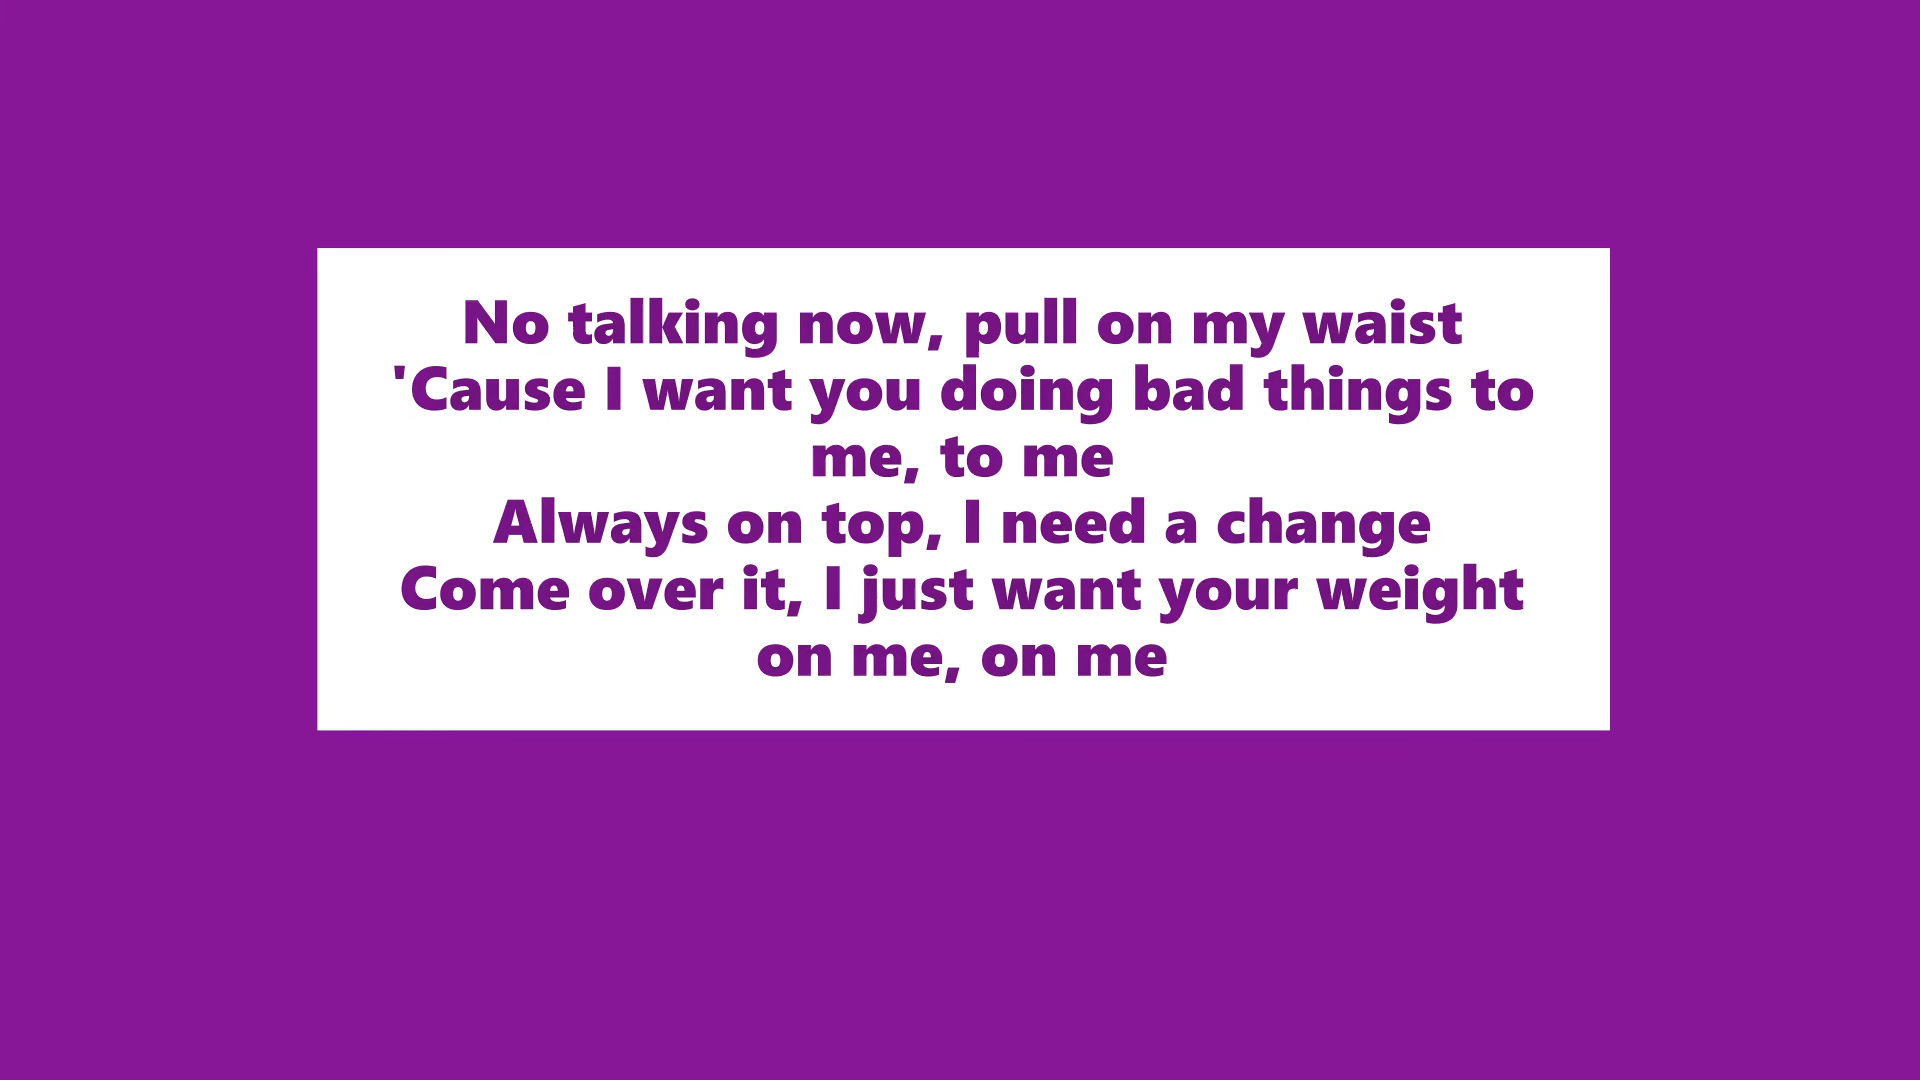 No talking now, pull on my waist
'Cause I want you doing bad things to
me, to me
Always on top, I need a change
Come over it, I just want your weight
on me, on me